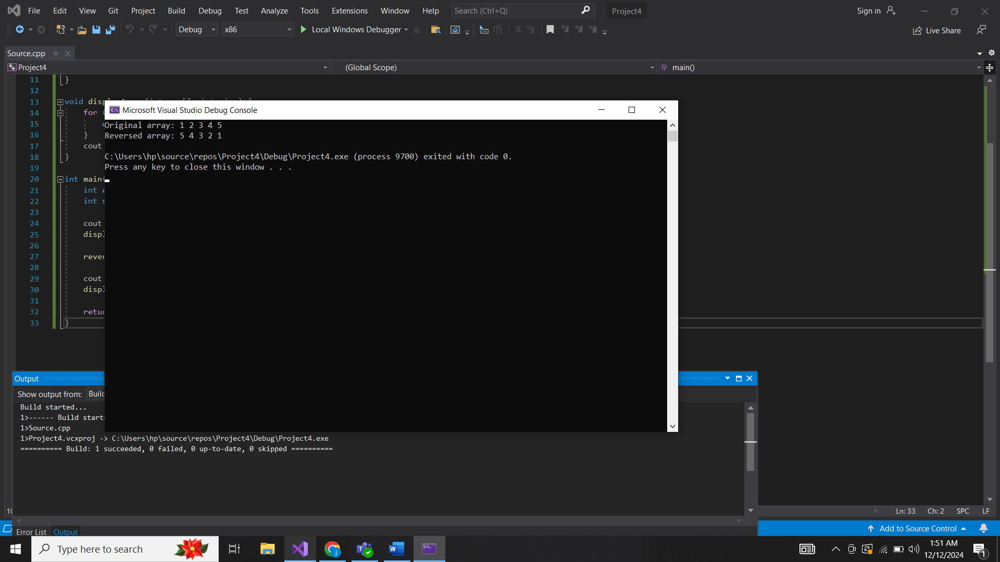 File Edit View Git Project Build Debug Test Analyze Tools Extensions Window Help Search (Ctrl+Q) Project4 Sign in
Debug x86 Local Windows Debugger Live Share
Source.cpp
Project4 (Global Scope) main()
11 }
12
13 void
14 for (
15
16 }
17 cout
18 }
19
20 int main(
21 int
22 int
23
24 cout
25 displ
26
27 rever
28
29 cout
30 displ
31
32 retur
33 }
Microsoft Visual Studio Debug Console
Original array: 1 2 3 4 5
Reversed array: 5 4 3 2 1
C:\Users\hp\source\repos\Project4\Debug\Project4.exe (process 9700) exited with code 0.
Press any key to close this window . . .
Output
Show output from: Build
Build started...
1>------ Build starte
1>Source.cpp
1>Project4.vcxproj -> C:\Users\hp\source\repos\Project4\Debug\Project4.exe
========== Build: 1 succeeded, 0 failed, 0 up-to-date, 0 skipped ==========
Ln: 33 Ch: 2 SPC LF
Error List Output
Add to Source Control
Type here to search
1:51 AM
12/12/2024
1